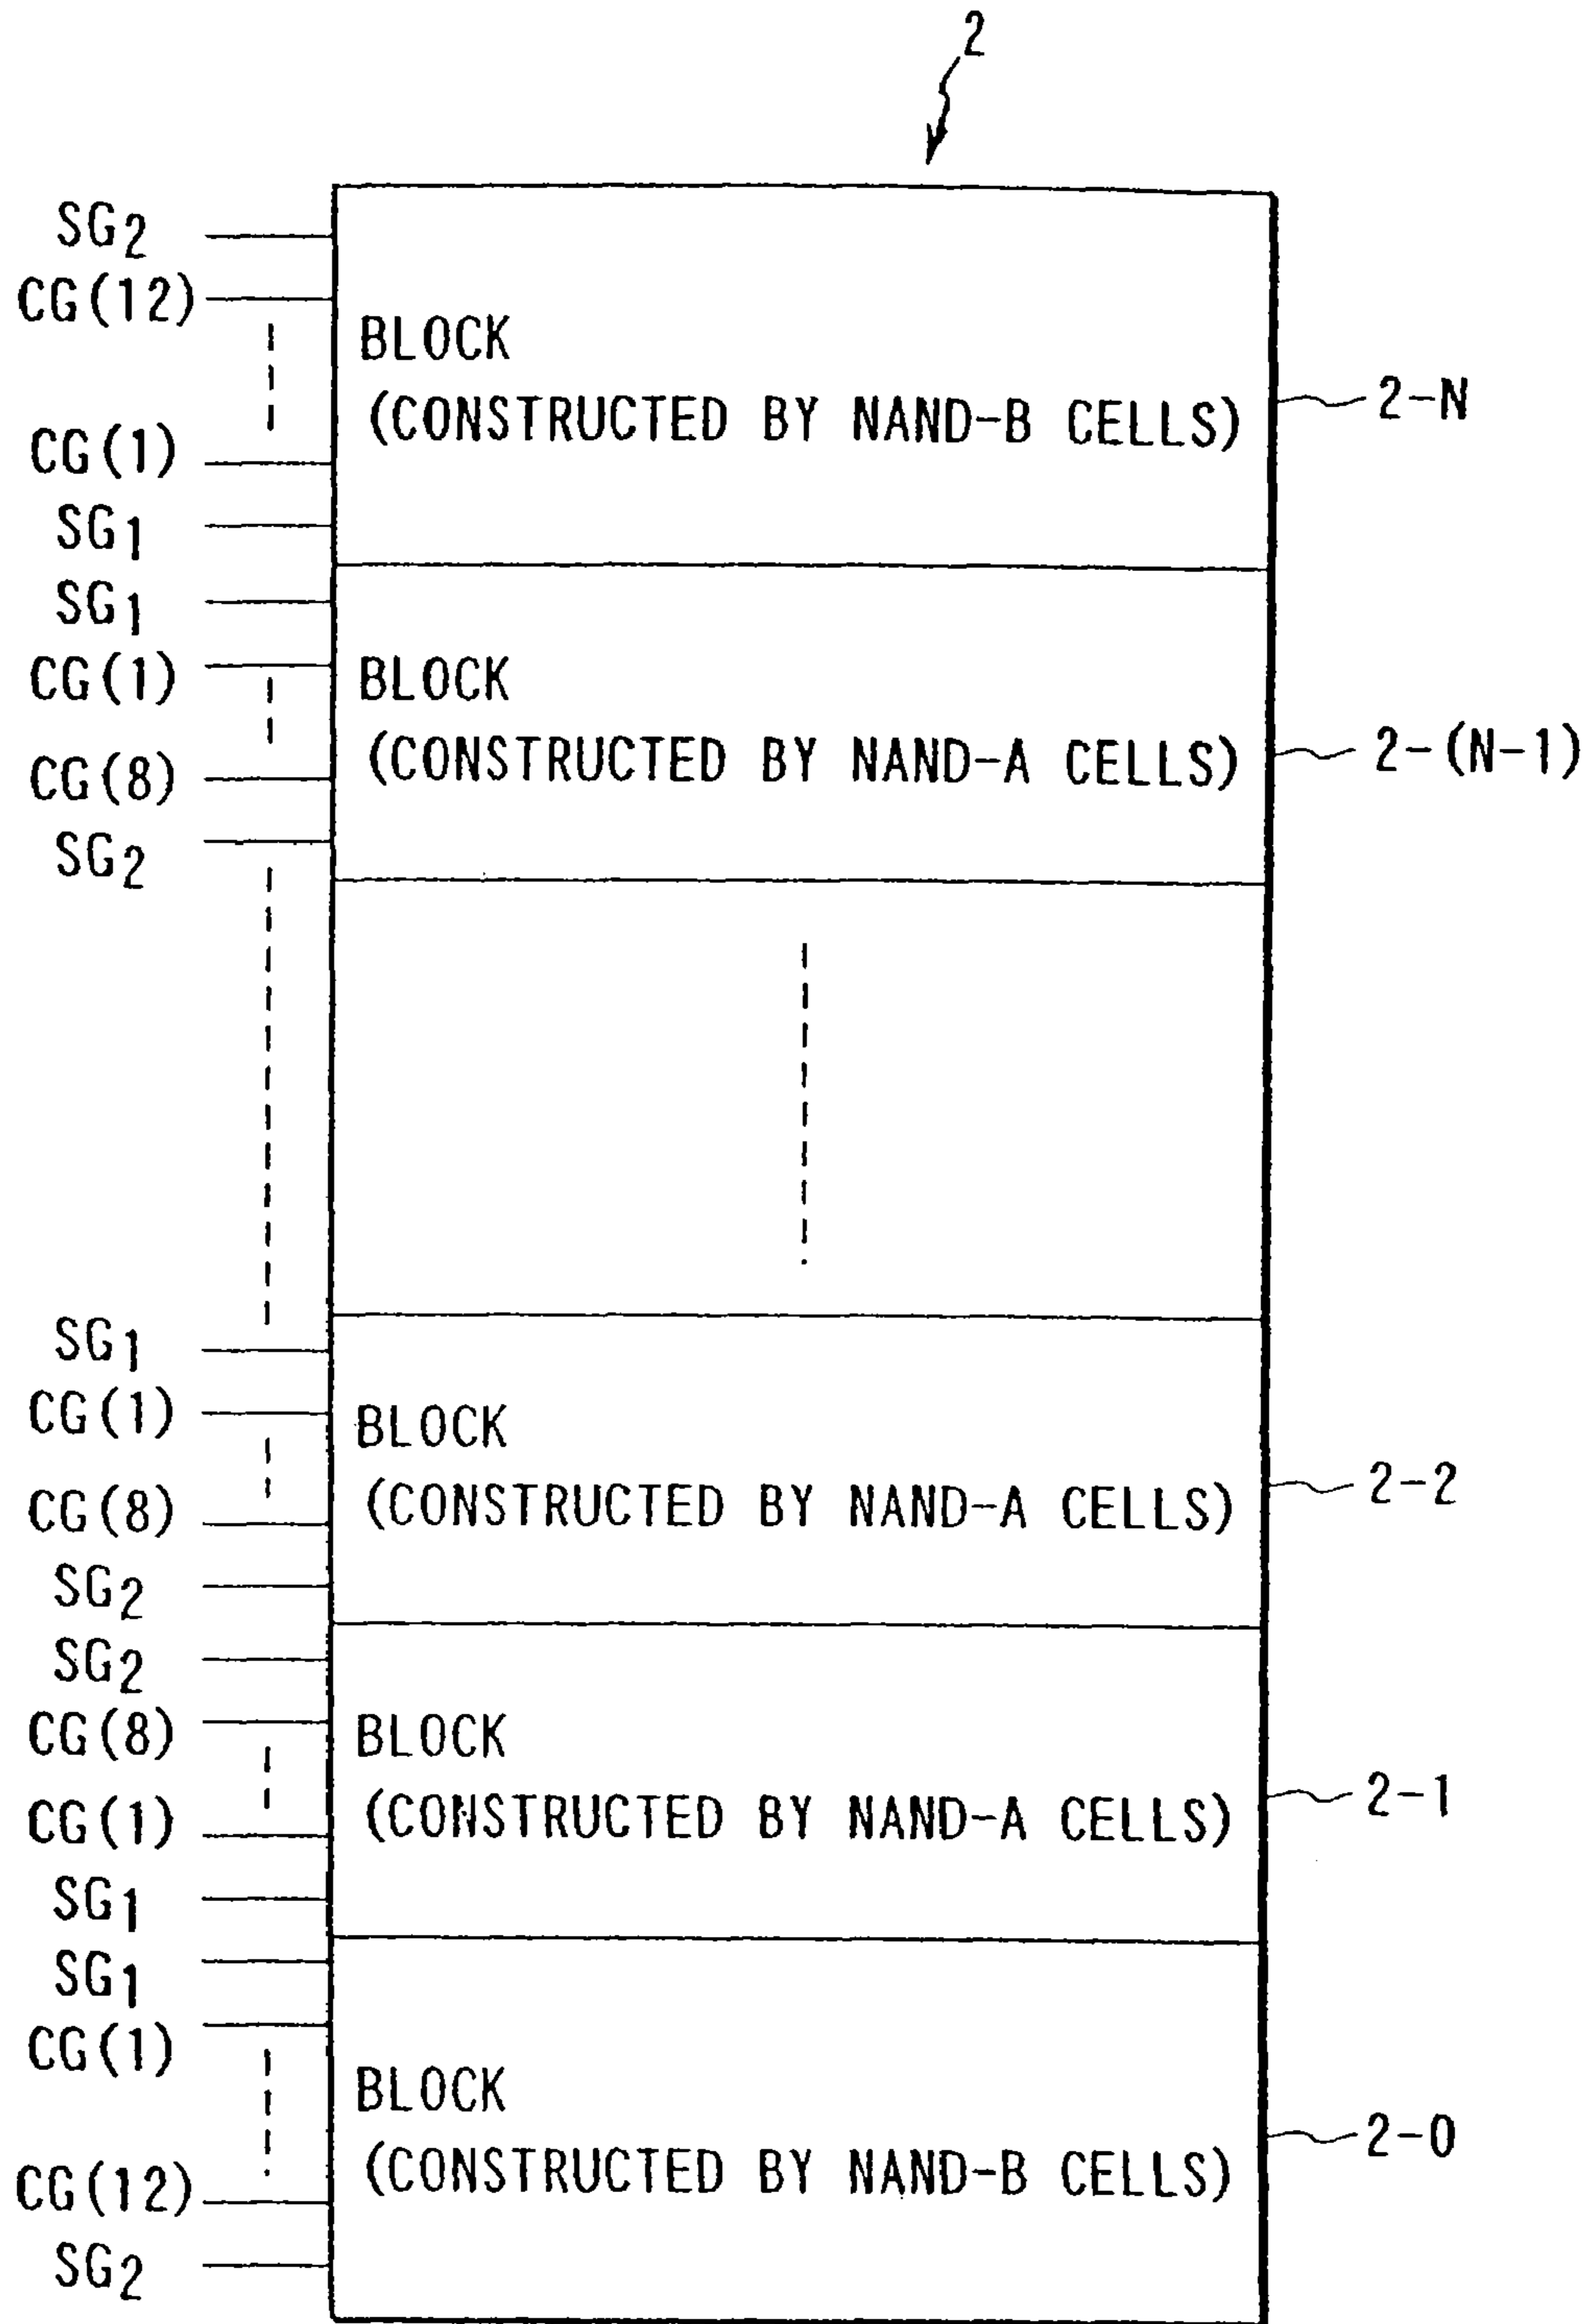 2
SG2
CG(12)
CG(1)
SG1
BLOCK
(CONSTRUCTED BY NAND-B CELLS)
2-N
SG1
CG(1)
CG(8)
SG2
BLOCK
(CONSTRUCTED BY NAND-A CELLS)
2-(N-1)
SG1
CG(1)
CG(8)
SG2
BLOCK
(CONSTRUCTED BY NAND-A CELLS)
2-2
SG2
CG(8)
CG(1)
SG1
BLOCK
(CONSTRUCTED BY NAND-A CELLS)
2-1
SG1
CG(1)
CG(12)
SG2
BLOCK
(CONSTRUCTED BY NAND-B CELLS)
2-0